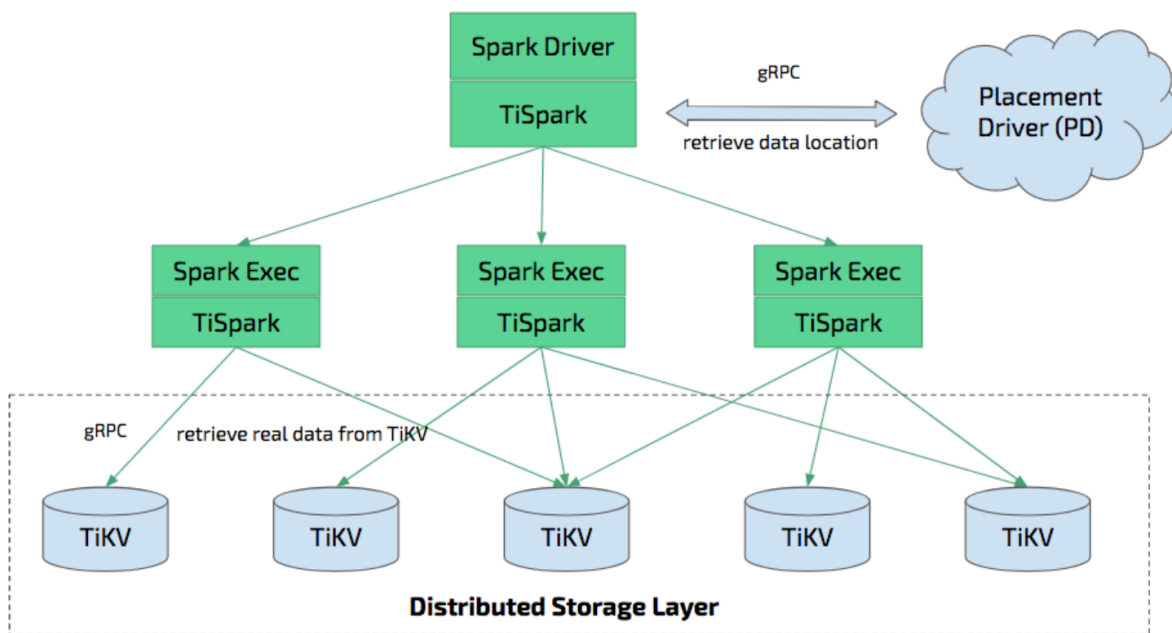 Spark Driver
TiSpark
gRPC
retrieve data location
Placement
Driver (PD)
Spark Exec
TiSpark
Spark Exec
TiSpark
Spark Exec
TiSpark
gRPC
retrieve real data from TiKV
TiKV
TiKV
TiKV
TiKV
TiKV
Distributed Storage Layer